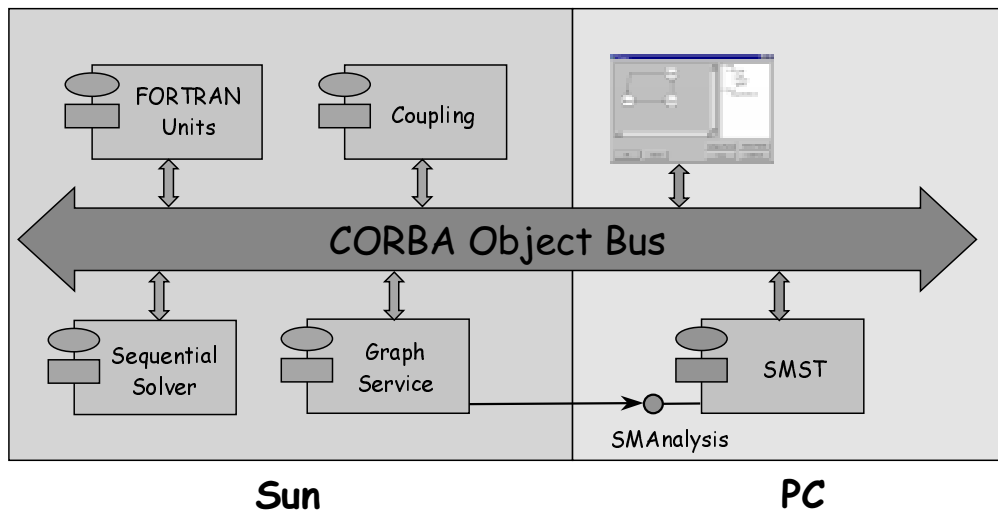 FORTRAN
Units
Coupling
CORBA Object Bus
Sequential
Solver
Graph
Service
SMST
SMAnalysis
Sun
PC